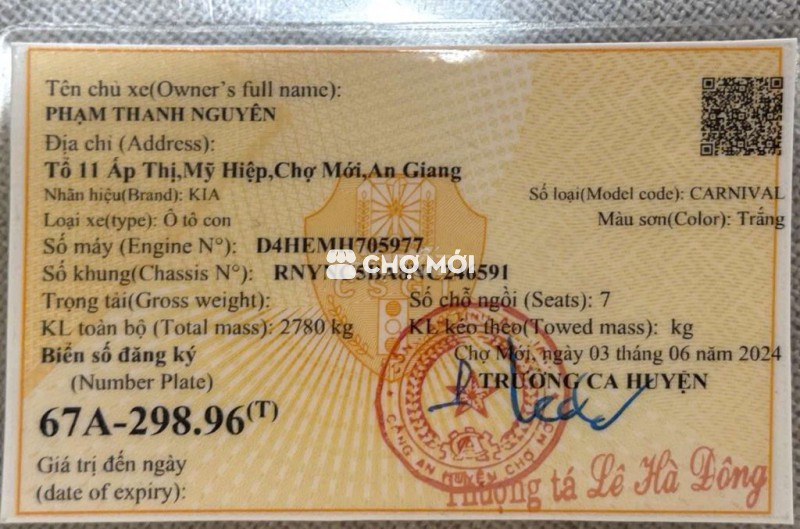 Tên chủ xe(Owner's full name):
PHẠM THANH NGUYÊN
Địa chỉ (Address):
Tổ 11 Ấp Thị,Mỹ Hiệp,Chợ Mới,An Giang
Nhãn hiệu(Brand): KIA Số loại(Model code): CARNIVAL
Loại xe(type): Ô tô con Màu sơn(Color): Trắng
Số máy (Engine N°): D4HEMH705977
Số khung(Chassis N°):
CHỢ MỚI
Trọng tải(Gross weight): Số chỗ ngồi (Seats): 7
KL toàn bộ (Total mass): 2780 kg KL kéo theo(Towed mass): kg
Biển số đăng ký Chợ Mới, ngày 03 tháng 06 năm 2024
(Number Plate) TRƯỞNG CA HUYỆN
67A-298.96(T)
CÔNG AN HUYỆN CHỢ MỚI
Giá trị đến ngày
(date of expiry): Thượng tá Lê Hà Đông